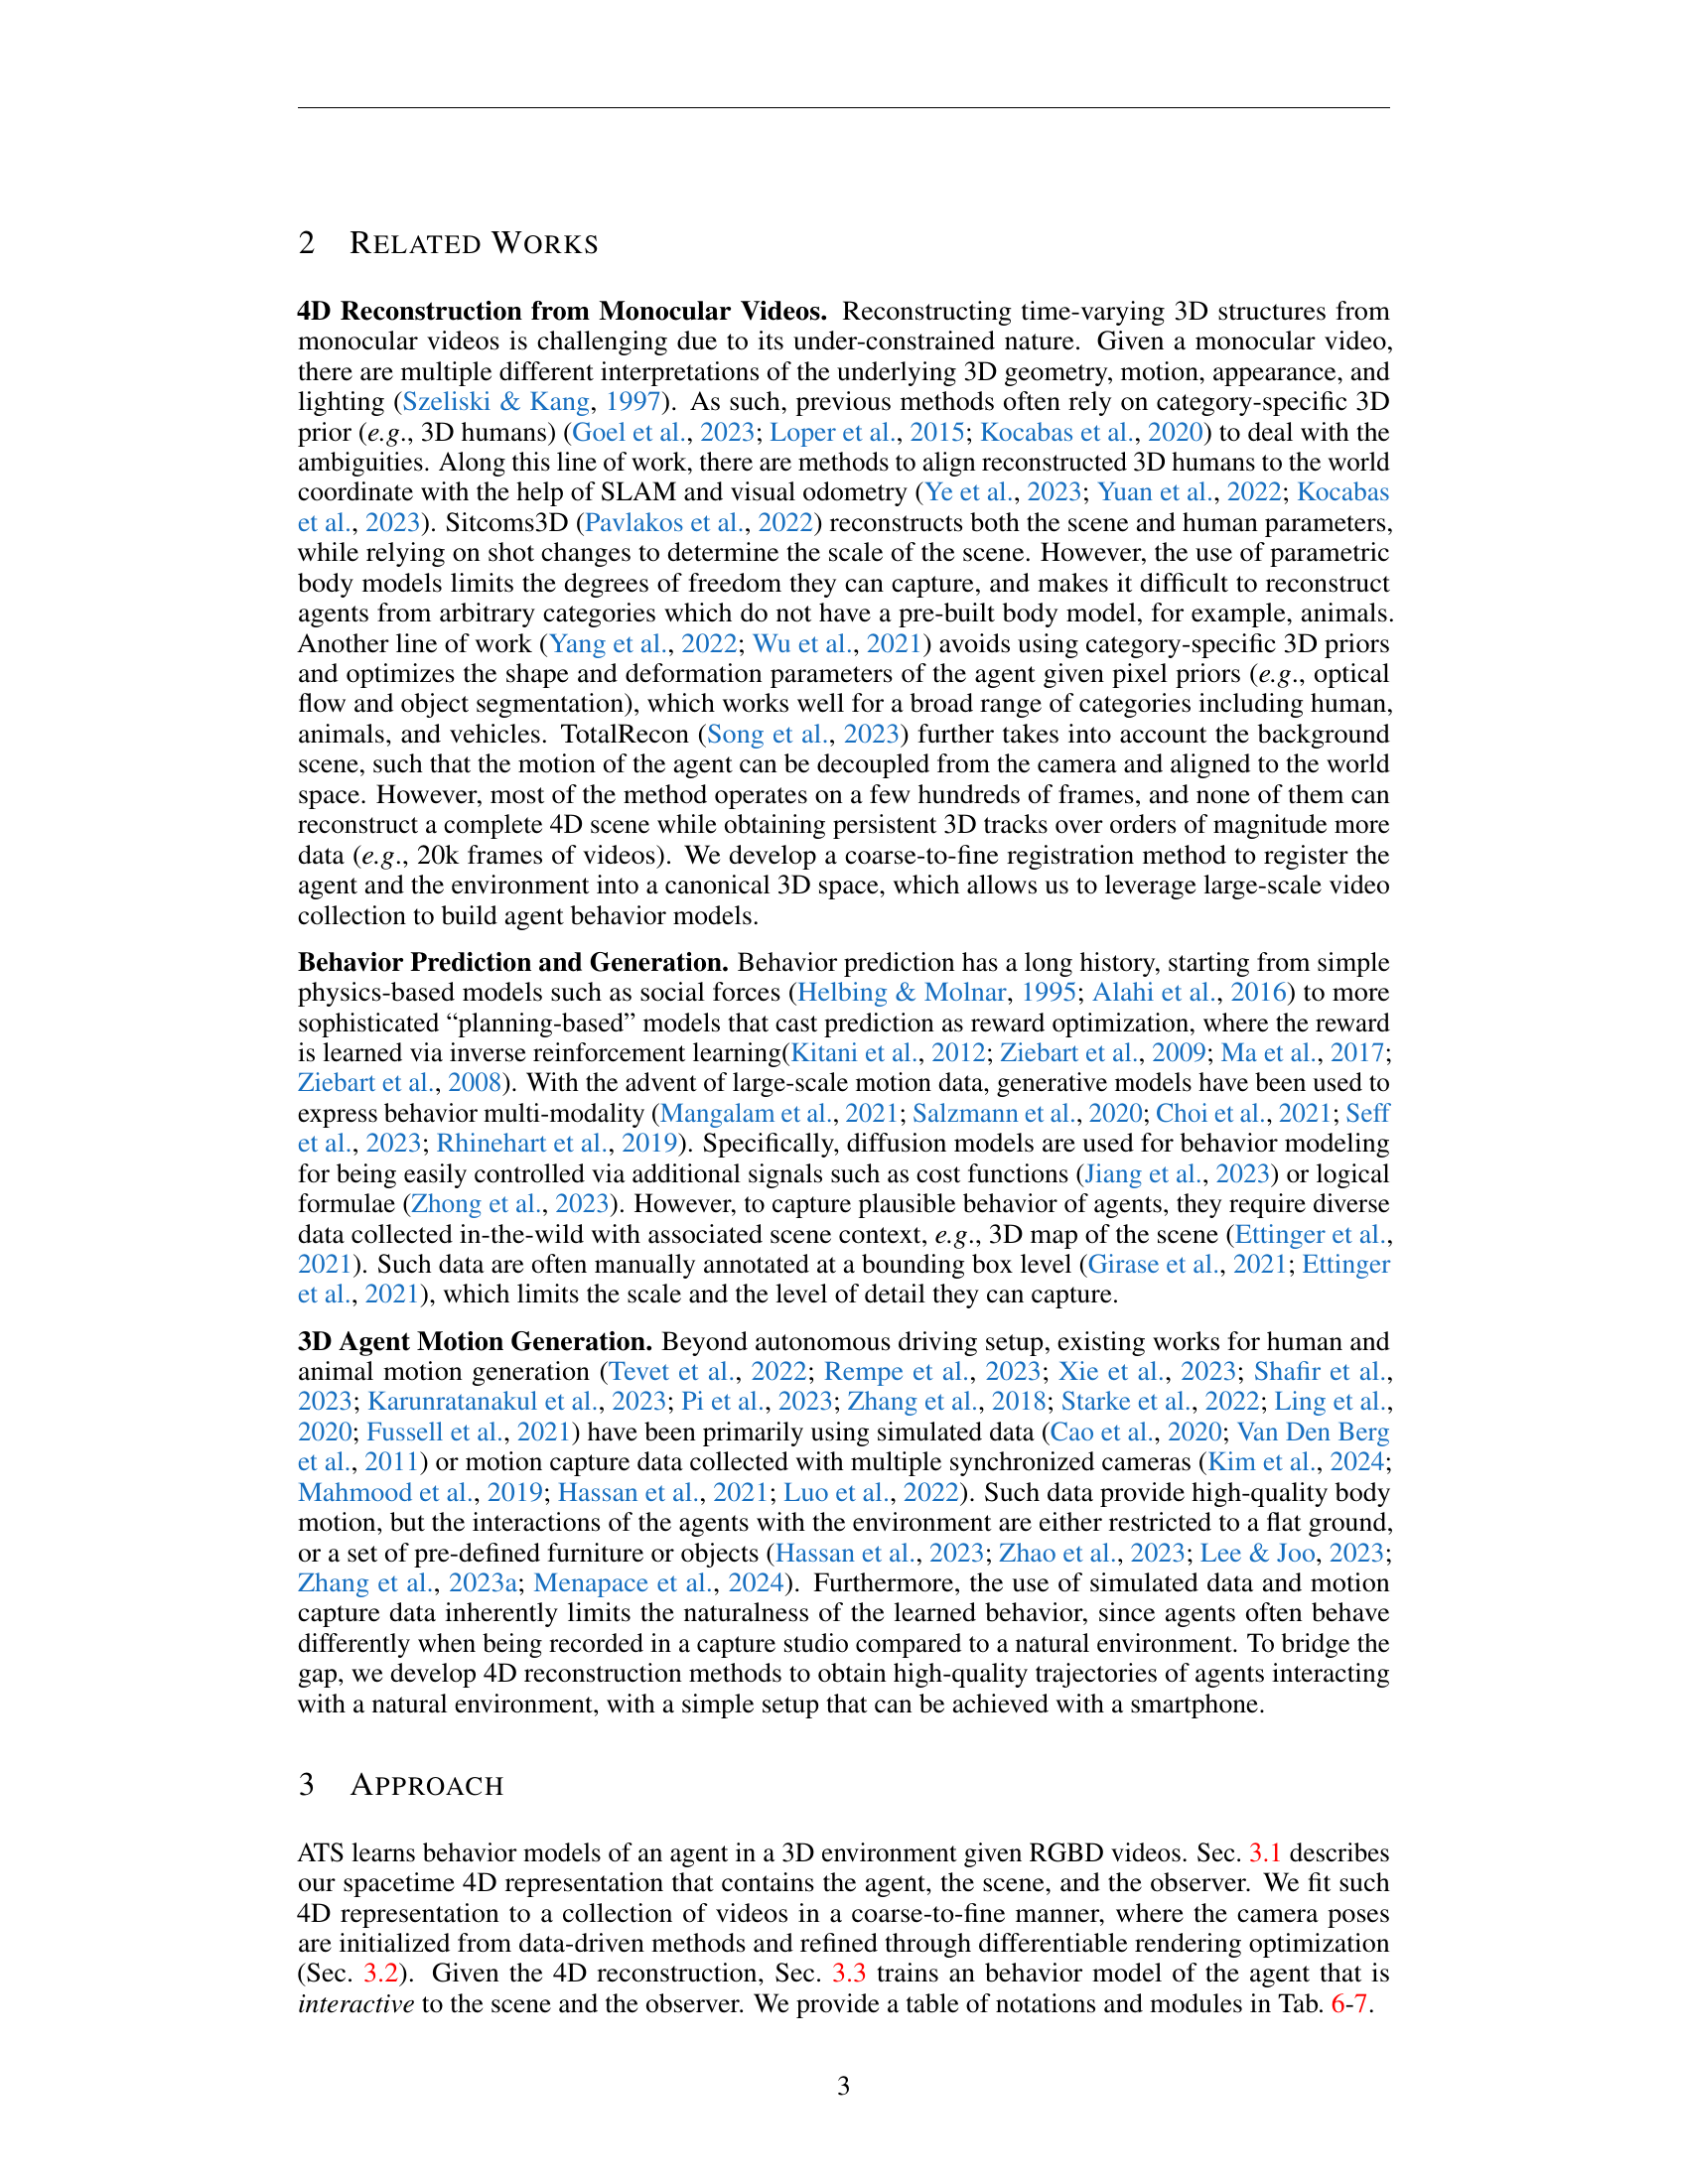 2 RELATED WORKS
4D Reconstruction from Monocular Videos. Reconstructing time-varying 3D structures from
monocular videos is challenging due to its under-constrained nature. Given a monocular video,
there are multiple different interpretations of the underlying 3D geometry, motion, appearance, and
lighting (Szeliski & Kang, 1997). As such, previous methods often rely on category-specific 3D
prior (e.g., 3D humans) (Goel et al., 2023; Loper et al., 2015; Kocabas et al., 2020) to deal with the
ambiguities. Along this line of work, there are methods to align reconstructed 3D humans to the world
coordinate with the help of SLAM and visual odometry (Ye et al., 2023; Yuan et al., 2022; Kocabas
et al., 2023). Sitcoms3D (Pavlakos et al., 2022) reconstructs both the scene and human parameters,
while relying on shot changes to determine the scale of the scene. However, the use of parametric
body models limits the degrees of freedom they can capture, and makes it difficult to reconstruct
agents from arbitrary categories which do not have a pre-built body model, for example, animals.
Another line of work (Yang et al., 2022; Wu et al., 2021) avoids using category-specific 3D priors
and optimizes the shape and deformation parameters of the agent given pixel priors (e.g., optical
flow and object segmentation), which works well for a broad range of categories including human,
animals, and vehicles. TotalRecon (Song et al., 2023) further takes into account the background
scene, such that the motion of the agent can be decoupled from the camera and aligned to the world
space. However, most of the method operates on a few hundreds of frames, and none of them can
reconstruct a complete 4D scene while obtaining persistent 3D tracks over orders of magnitude more
data (e.g., 20k frames of videos). We develop a coarse-to-fine registration method to register the
agent and the environment into a canonical 3D space, which allows us to leverage large-scale video
collection to build agent behavior models.
Behavior Prediction and Generation. Behavior prediction has a long history, starting from simple
physics-based models such as social forces (Helbing & Molnar, 1995; Alahi et al., 2016) to more
sophisticated “planning-based” models that cast prediction as reward optimization, where the reward
is learned via inverse reinforcement learning(Kitani et al., 2012; Ziebart et al., 2009; Ma et al., 2017;
Ziebart et al., 2008). With the advent of large-scale motion data, generative models have been used to
express behavior multi-modality (Mangalam et al., 2021; Salzmann et al., 2020; Choi et al., 2021; Seff
et al., 2023; Rhinehart et al., 2019). Specifically, diffusion models are used for behavior modeling
for being easily controlled via additional signals such as cost functions (Jiang et al., 2023) or logical
formulae (Zhong et al., 2023). However, to capture plausible behavior of agents, they require diverse
data collected in-the-wild with associated scene context, e.g., 3D map of the scene (Ettinger et al.,
2021). Such data are often manually annotated at a bounding box level (Girase et al., 2021; Ettinger
et al., 2021), which limits the scale and the level of detail they can capture.
3D Agent Motion Generation. Beyond autonomous driving setup, existing works for human and
animal motion generation (Tevet et al., 2022; Rempe et al., 2023; Xie et al., 2023; Shafir et al.,
2023; Karunratanakul et al., 2023; Pi et al., 2023; Zhang et al., 2018; Starke et al., 2022; Ling et al.,
2020; Fussell et al., 2021) have been primarily using simulated data (Cao et al., 2020; Van Den Berg
et al., 2011) or motion capture data collected with multiple synchronized cameras (Kim et al., 2024;
Mahmood et al., 2019; Hassan et al., 2021; Luo et al., 2022). Such data provide high-quality body
motion, but the interactions of the agents with the environment are either restricted to a flat ground,
or a set of pre-defined furniture or objects (Hassan et al., 2023; Zhao et al., 2023; Lee & Joo, 2023;
Zhang et al., 2023a; Menapace et al., 2024). Furthermore, the use of simulated data and motion
capture data inherently limits the naturalness of the learned behavior, since agents often behave
differently when being recorded in a capture studio compared to a natural environment. To bridge the
gap, we develop 4D reconstruction methods to obtain high-quality trajectories of agents interacting
with a natural environment, with a simple setup that can be achieved with a smartphone.
3 APPROACH
ATS learns behavior models of an agent in a 3D environment given RGBD videos. Sec. 3.1 describes
our spacetime 4D representation that contains the agent, the scene, and the observer. We fit such
4D representation to a collection of videos in a coarse-to-fine manner, where the camera poses
are initialized from data-driven methods and refined through differentiable rendering optimization
(Sec. 3.2). Given the 4D reconstruction, Sec. 3.3 trains an behavior model of the agent that is
interactive to the scene and the observer. We provide a table of notations and modules in Tab. 6-7.
3